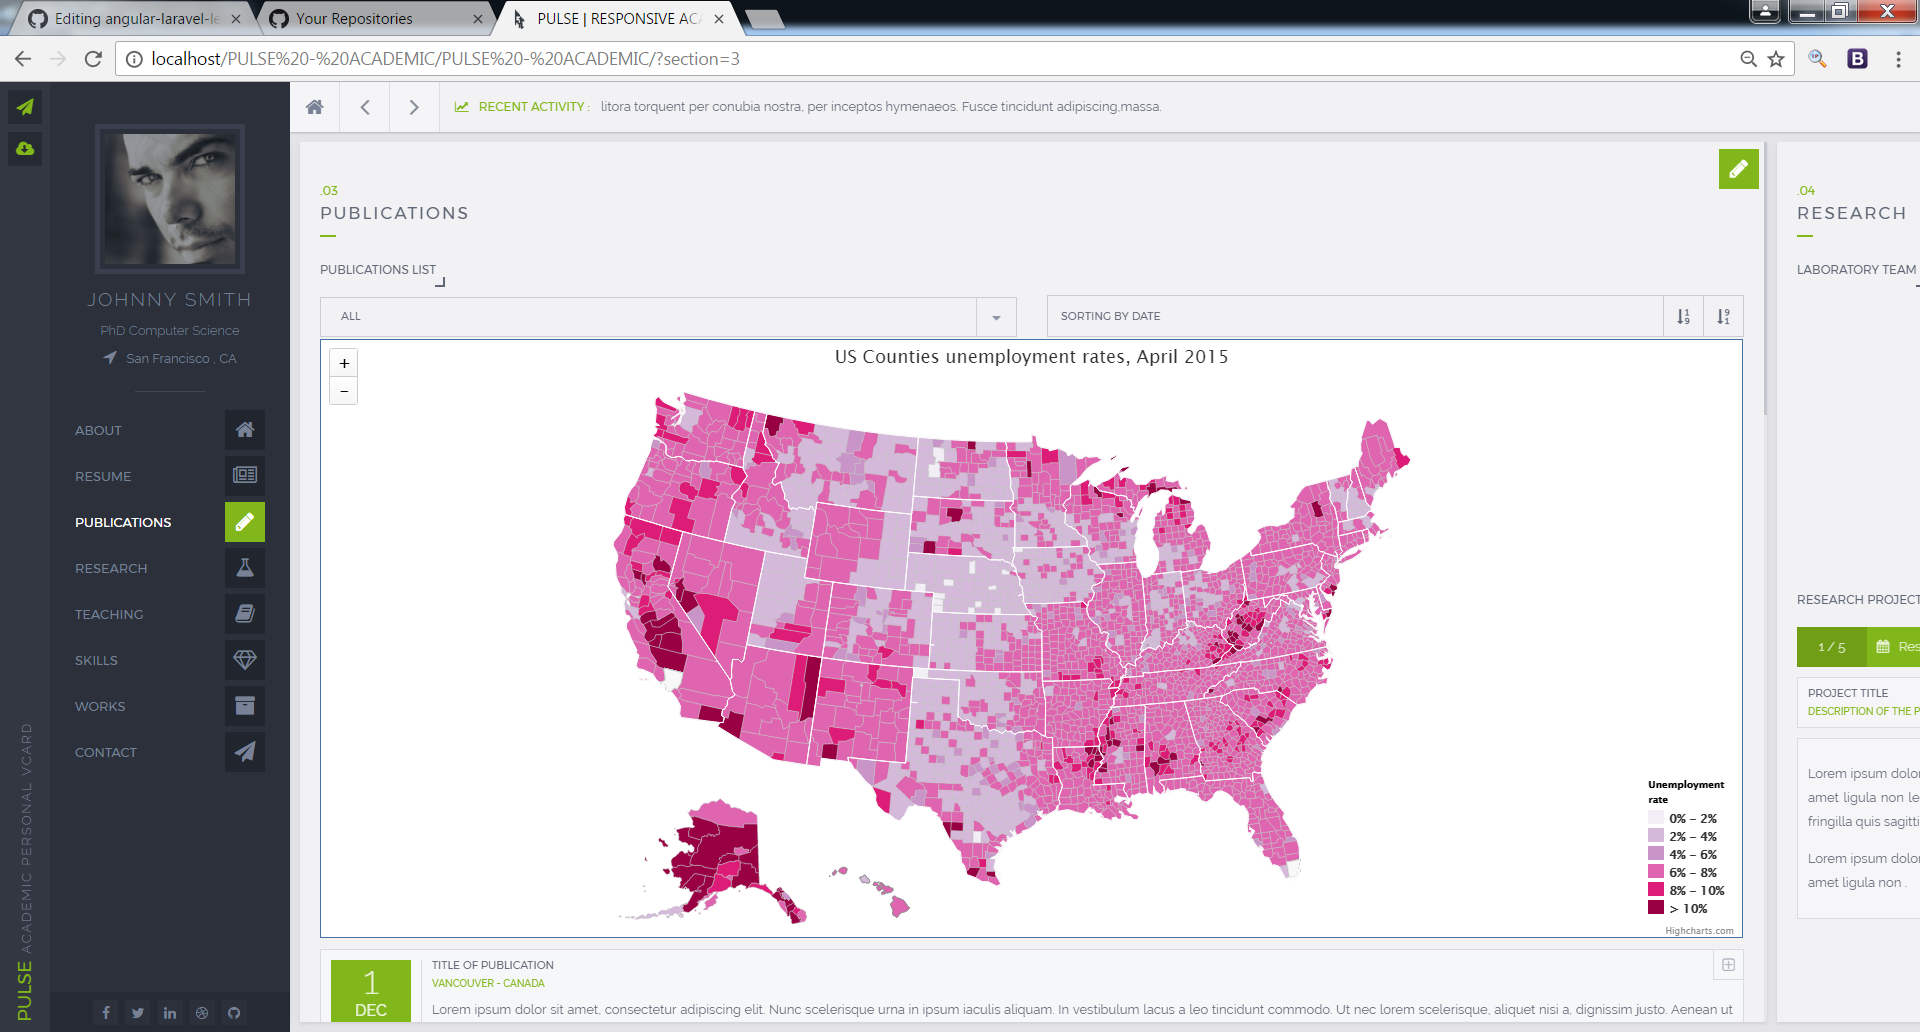 Editing angular-laravel-le
Your Repositories
PULSE | RESPONSIVE AC
localhost/PULSE%20-%20ACADEMIC/PULSE%20-%20ACADEMIC/?section=3
B
RECENT ACTIVITY :
litora torquent per conubia nostra, per inceptos hymenaeos. Fusce tincidunt adipiscing,massa.
JOHNNY SMITH
PhD Computer Science
San Francisco , CA
ABOUT
RESUME
PUBLICATIONS
RESEARCH
TEACHING
SKILLS
WORKS
CONTACT
PULSE ACADEMIC PERSONAL VCARD
.03
PUBLICATIONS
PUBLICATIONS LIST
ALL
SORTING BY DATE
+
−
US Counties unemployment rates, April 2015
Unemployment
rate
0% – 2%
2% – 4%
4% – 6%
6% – 8%
8% – 10%
> 10%
Highcharts.com
1
DEC
TITLE OF PUBLICATION
VANCOUVER - CANADA
Lorem ipsum dolor sit amet, consectetur adipiscing elit. Nunc scelerisque urna in ipsum iaculis aliquam. In vestibulum lacus a leo tincidunt commodo. Ut nec lorem scelerisque, aliquet nisi a, dignissim justo. Aenean ut
.04
RESEARCH
LABORATORY TEAM
RESEARCH PROJECT
1 / 5
Res
PROJECT TITLE
DESCRIPTION OF THE P
Lorem ipsum dolor
amet ligula non le
fringilla quis sagitti
Lorem ipsum dolor
amet ligula non .